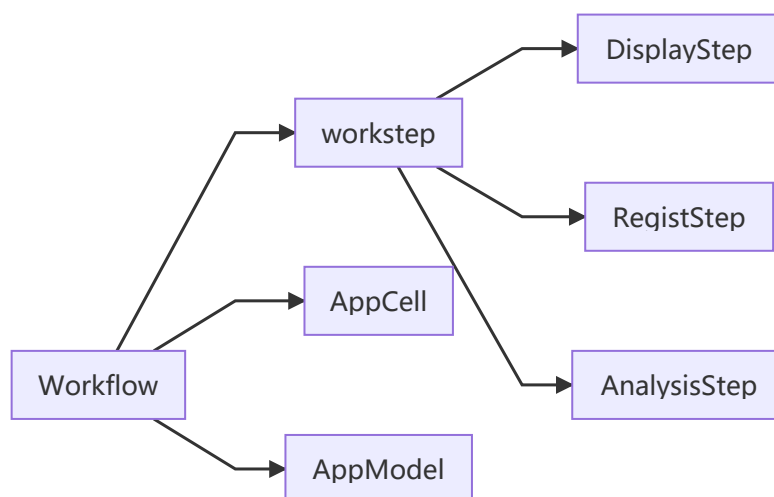 DisplayStep
workstep
RegistStep
AppCell
Workflow
AnalysisStep
AppModel